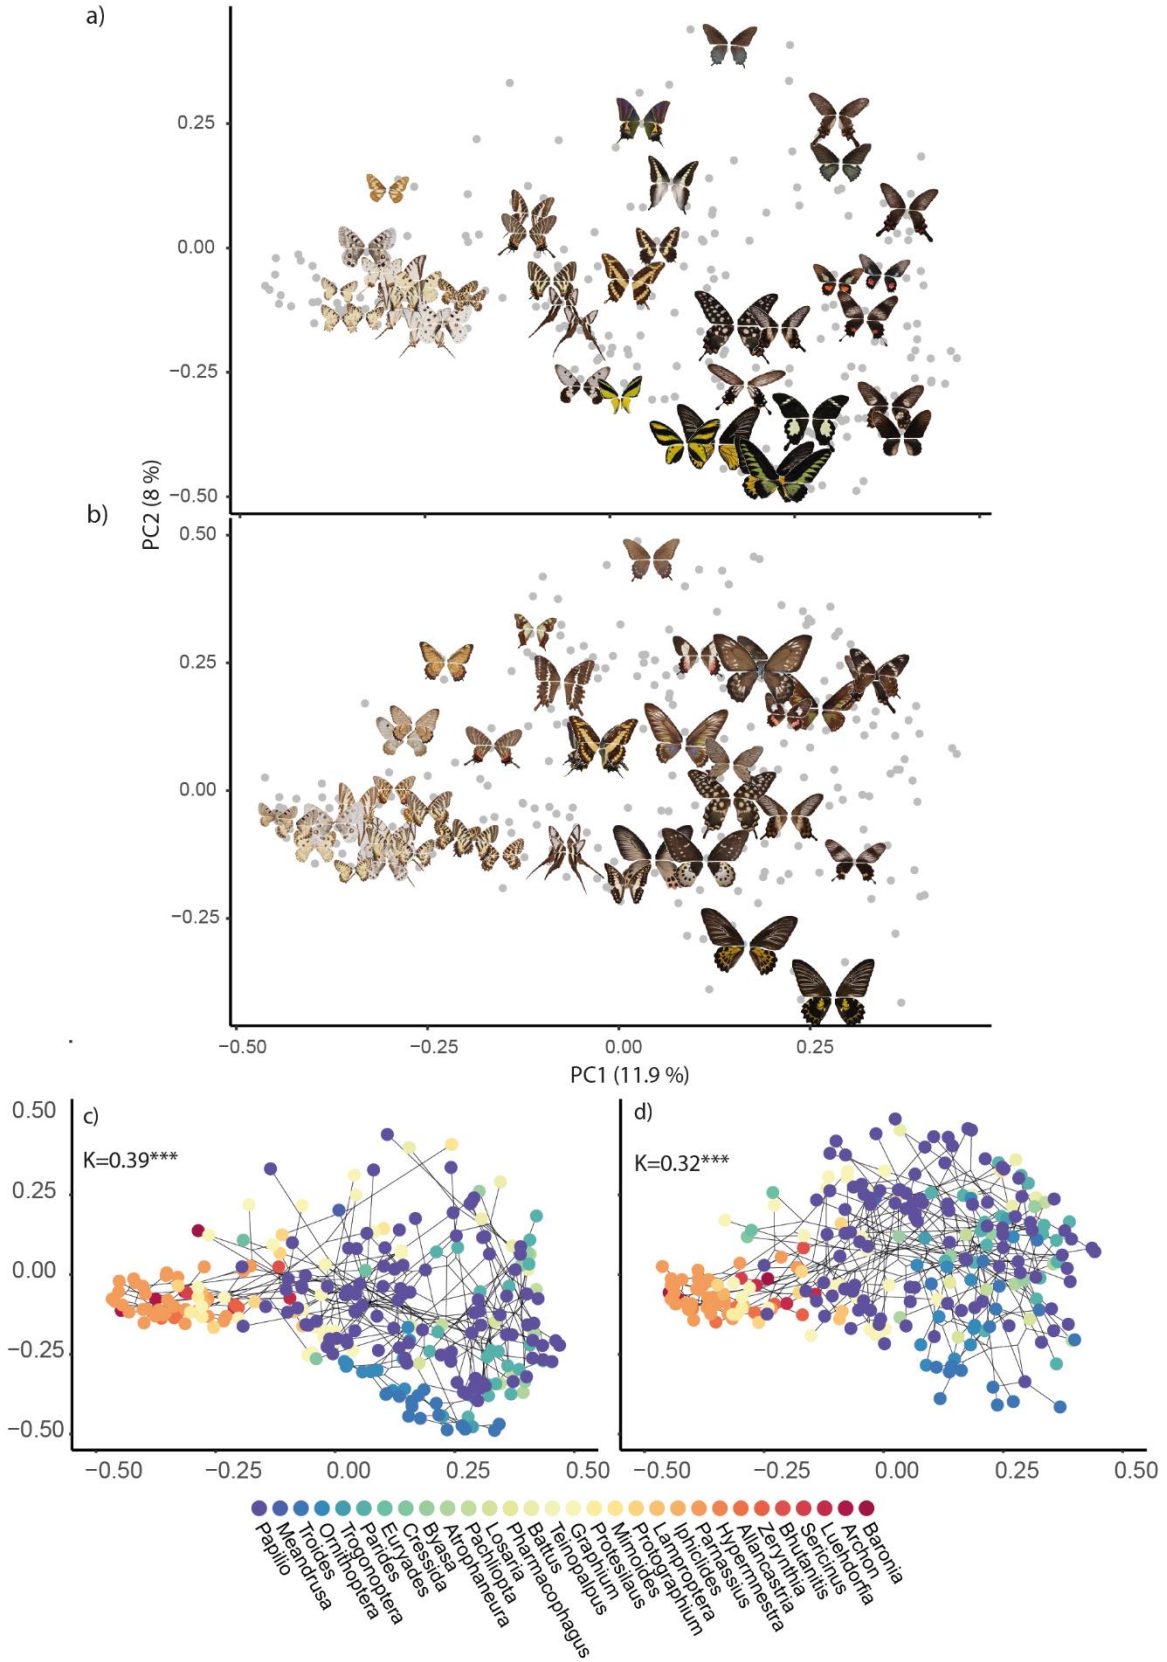 a)
0.25
0.00
−0.25
−0.50
PC2 (8 %)
b)
0.50
0.25
0.00
−0.25
−0.50
−0.25
0.00
0.25
PC1 (11.9 %)
c)
K=0.39***
0.50
0.25
0.00
−0.25
−0.50
−0.50
−0.25
0.00
0.25
0.50
d)
K=0.32***
−0.50
−0.25
0.00
0.25
0.50
Papilio
Meandrusa
Troides
Ornithoptera
Trogonoptera
Parides
Euryades
Cressida
Byasa
Atrophaneura
Pachliopta
Losaria
Pharmacophagus
Battus
Teinopalpus
Graphium
Protesilaus
Mimoides
Protographium
Lamproptera
Iphiclides
Parnassius
Hypermnestra
Allancastria
Zerynthia
Bhutanitis
Sericinus
Luehdorfia
Archon
Baronia